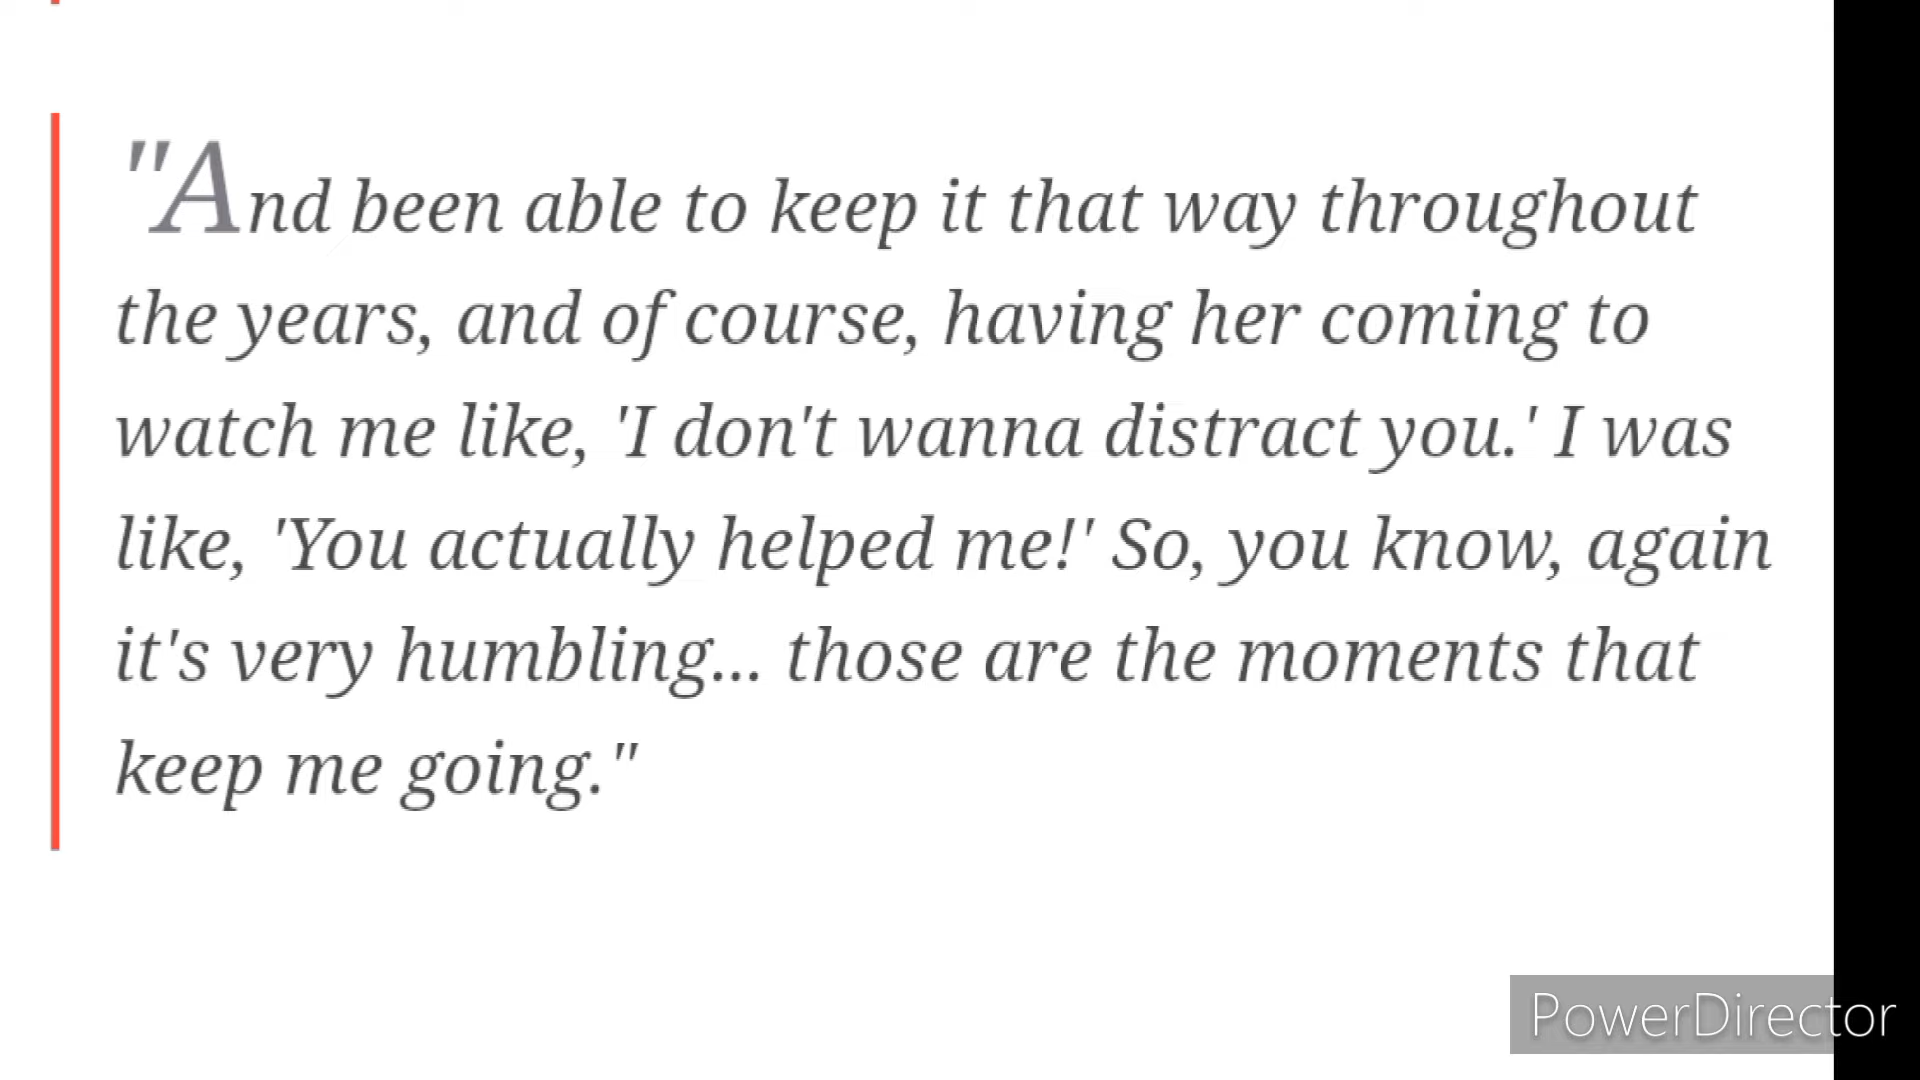 "And been able to keep it that way throughout
the years, and of course, having her coming to
watch me like, 'I don't wanna distract you.' I was
like, 'You actually helped me!' So, you know, again
it's very humbling... those are the moments that
keep me going."
PowerDirector